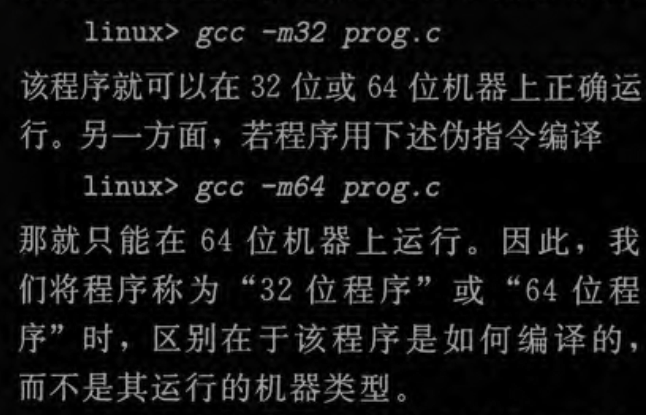 linux> gcc -m32 prog.c
该程序就可以在 32 位或 64 位机器上正确运
行。另一方面，若程序用下述伪指令编译
linux> gcc -m64 prog.c
那就只能在 64 位机器上运行。因此，我
们将程序称为“32 位程序”或“64 位程
序”时，区别在于该程序是如何编译的，
而不是其运行的机器类型。